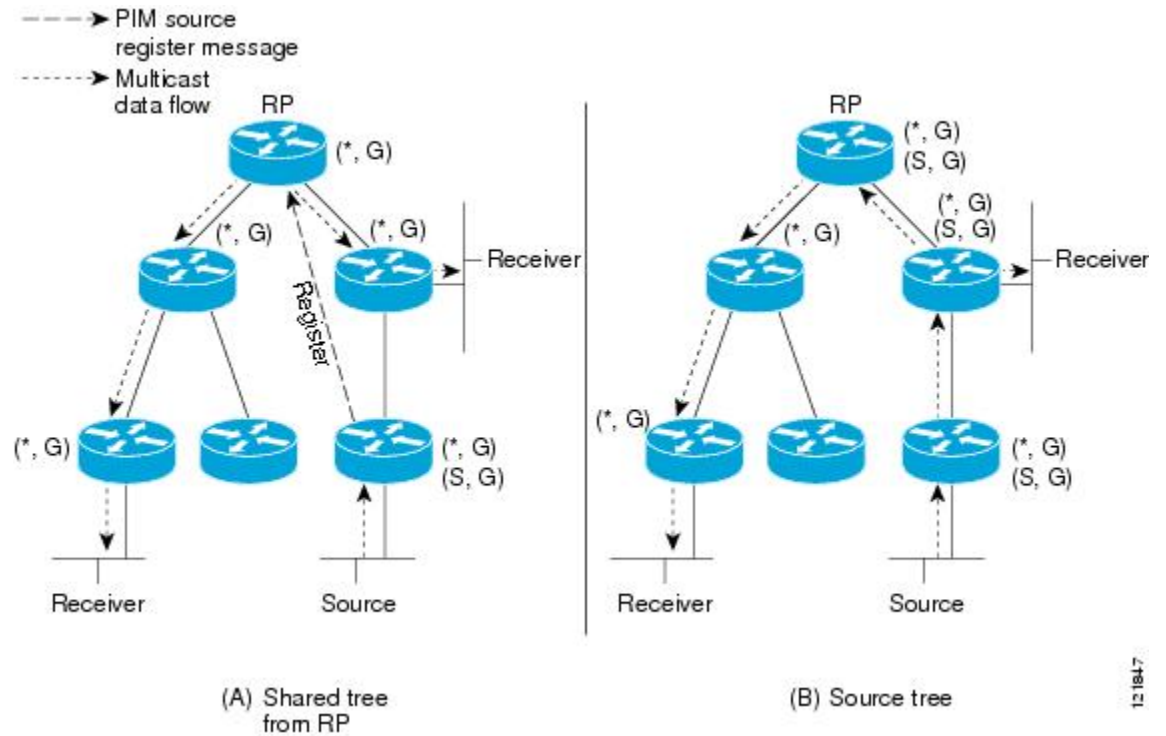 PIM source
register message
Multicast
data flow
RP
(*, G)
(*, G)
(*, G)
Receiver
Register
(*, G)
(*, G)
(S, G)
Receiver
Source
(A) Shared tree
from RP
RP
(*, G)
(S, G)
(*, G)
(S, G)
(*, G)
Receiver
(*, G)
(*, G)
(S, G)
Receiver
Source
(B) Source tree
121847